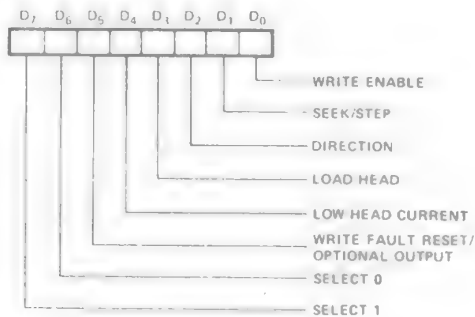 D7 D6 D5 D4 D3 D2 D1 D0
WRITE ENABLE
SEEK/STEP
DIRECTION
LOAD HEAD
LOW HEAD CURRENT
WRITE FAULT RESET/
OPTIONAL OUTPUT
SELECT 0
SELECT 1